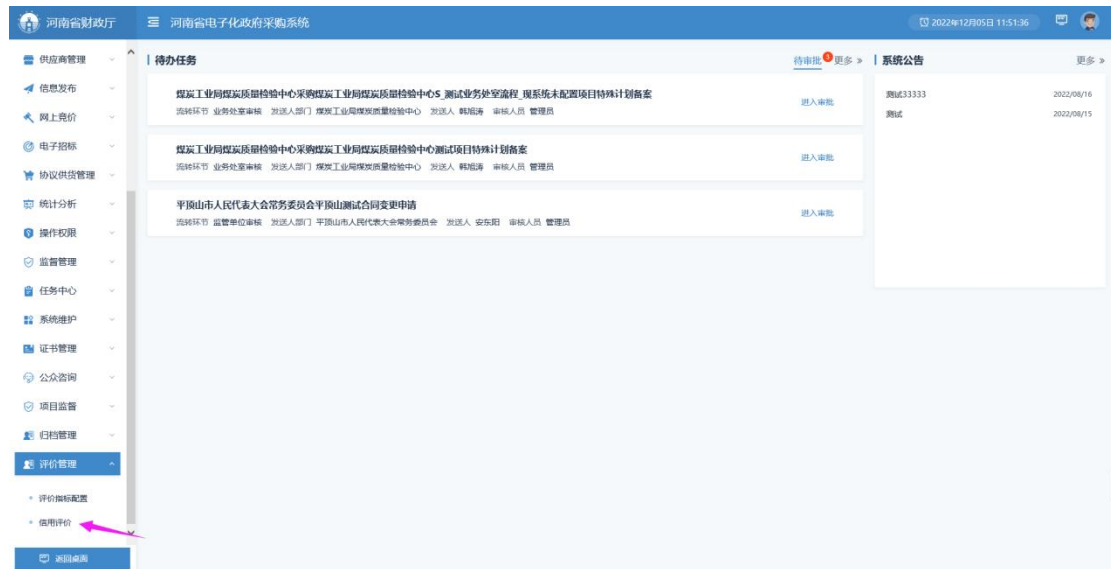 河南省财政厅
河南省电子化政府采购系统
2022年12月05日 11:51:36
供应商管理
信息发布
网上竞价
电子招标
协议供货管理
统计分析
操作权限
监督管理
任务中心
系统维护
证书管理
公众咨询
项目监督
归档管理
评价管理
评价指标配置
信用评价
返回桌面
待办任务
待审批 3 更多 »
煤炭工业局煤炭质量检验中心采购煤炭工业局煤炭质量检验中心S_测试业务处室流程_现系统未配置项目特殊计划备案
流转环节 业务处室审核 发送人部门 煤炭工业局煤炭质量检验中心 发送人 韩旭涛 审核人员 管理员
进入审批
煤炭工业局煤炭质量检验中心采购煤炭工业局煤炭质量检验中心测试项目特殊计划备案
流转环节 业务处室审核 发送人部门 煤炭工业局煤炭质量检验中心 发送人 韩旭涛 审核人员 管理员
进入审批
平顶山市人民代表大会常务委员会平顶山测试合同变更申请
流转环节 监管单位审核 发送人部门 平顶山市人民代表大会常务委员会 发送人 安东阳 审核人员 管理员
进入审批
系统公告
更多 »
测试33333 2022/08/16
测试 2022/08/15